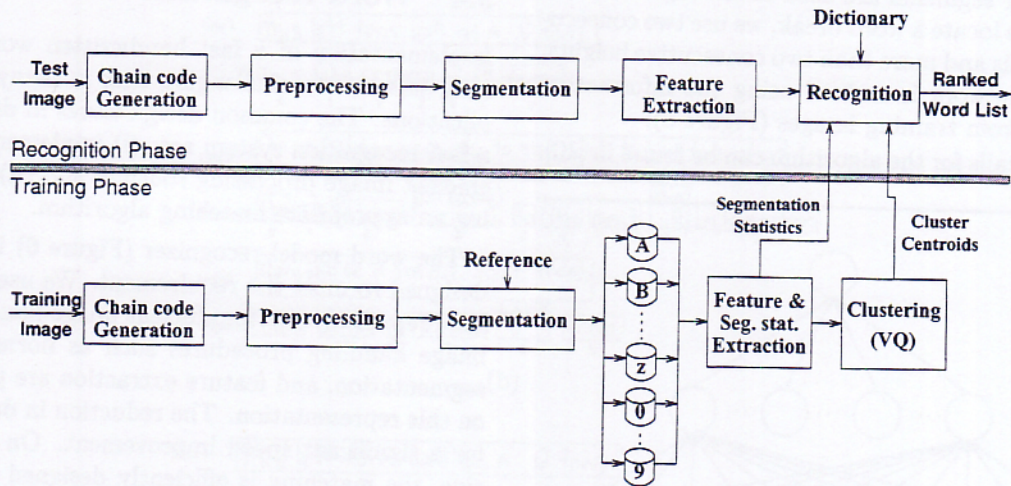 Dictionary
Test
Image
Chain code
Generation
Preprocessing
Segmentation
Feature
Extraction
Recognition
Ranked
Word List
Recognition Phase
Training Phase
Segmentation
Statistics
Cluster
Centroids
Reference
Training
Image
Chain code
Generation
Preprocessing
Segmentation
A
B
z
0
9
Feature &
Seg. stat.
Extraction
Clustering
(VQ)